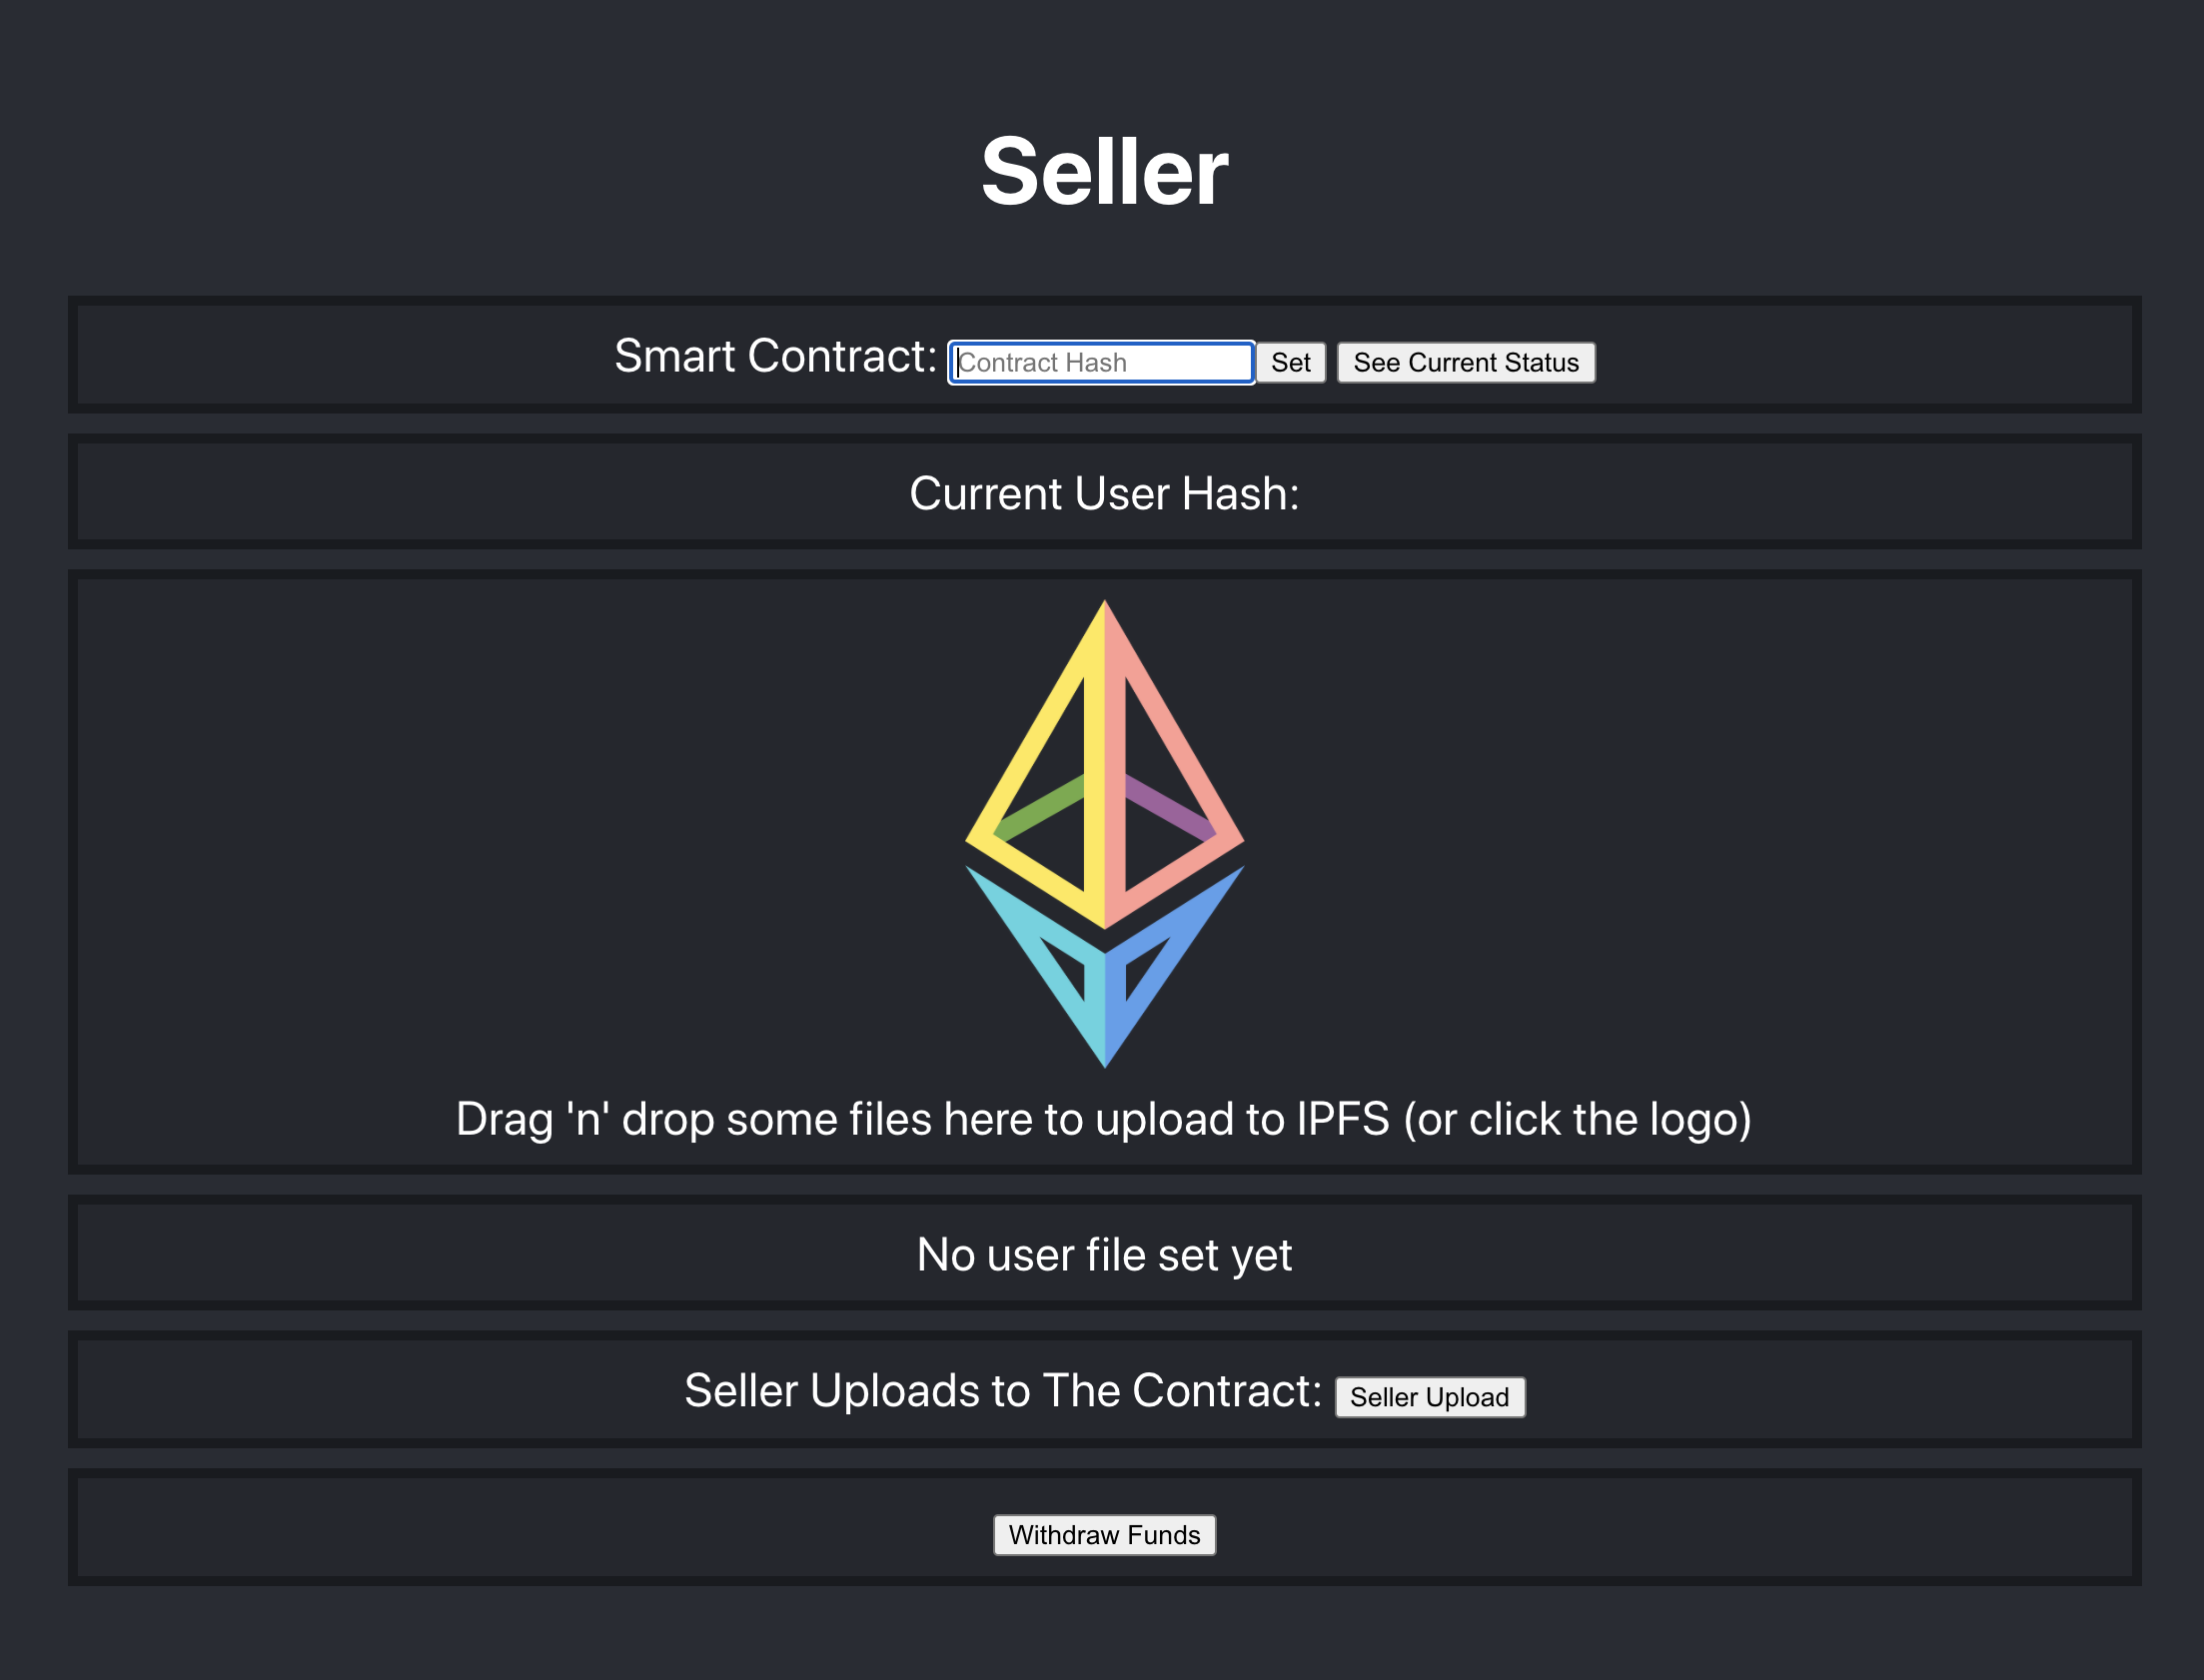 Seller
Smart Contract: Contract Hash Set See Current Status
Current User Hash:
Drag 'n' drop some files here to upload to IPFS (or click the logo)
No user file set yet
Seller Uploads to The Contract: Seller Upload
Withdraw Funds